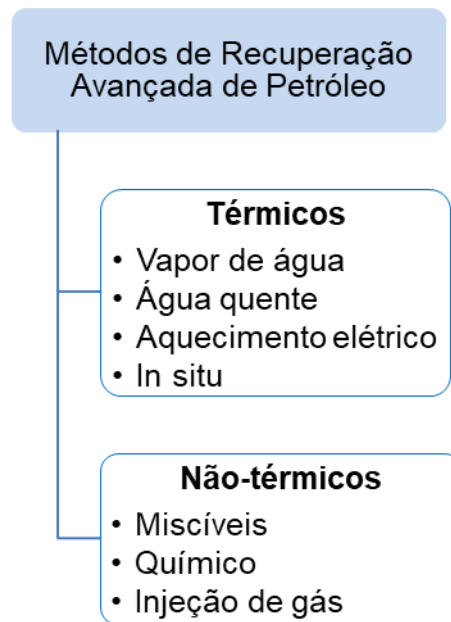 Métodos de Recuperação
Avançada de Petróleo
Térmicos
• Vapor de água
• Água quente
• Aquecimento elétrico
• In situ
Não-térmicos
• Miscíveis
• Químico
• Injeção de gás